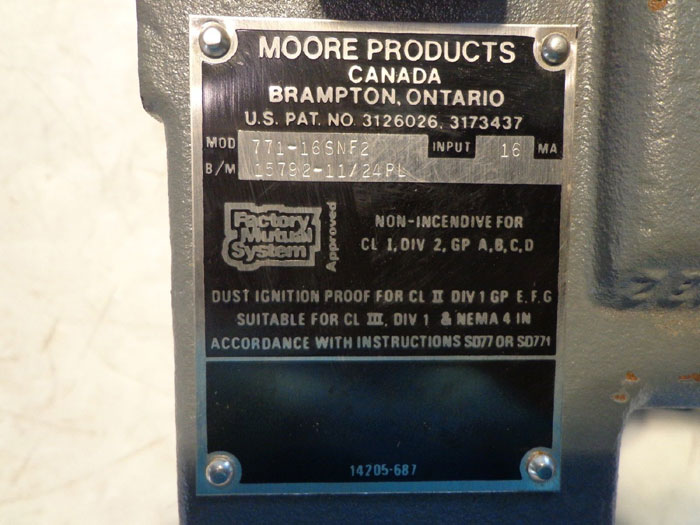 MOORE PRODUCTS
CANADA
BRAMPTON, ONTARIO
U.S. PAT. NO. 3126026, 3173437
MOD 771-16SNF2 INPUT 16 MA
B/M 15792-11/24PL
Factory Mutual System Approved
NON-INCENDIVE FOR
CL I, DIV 2, GP A,B,C,D
DUST IGNITION PROOF FOR CL II DIV 1 GP E,F,G
SUITABLE FOR CL III, DIV 1 & NEMA 4 IN
ACCORDANCE WITH INSTRUCTIONS SD77 OR SD771
14205-687